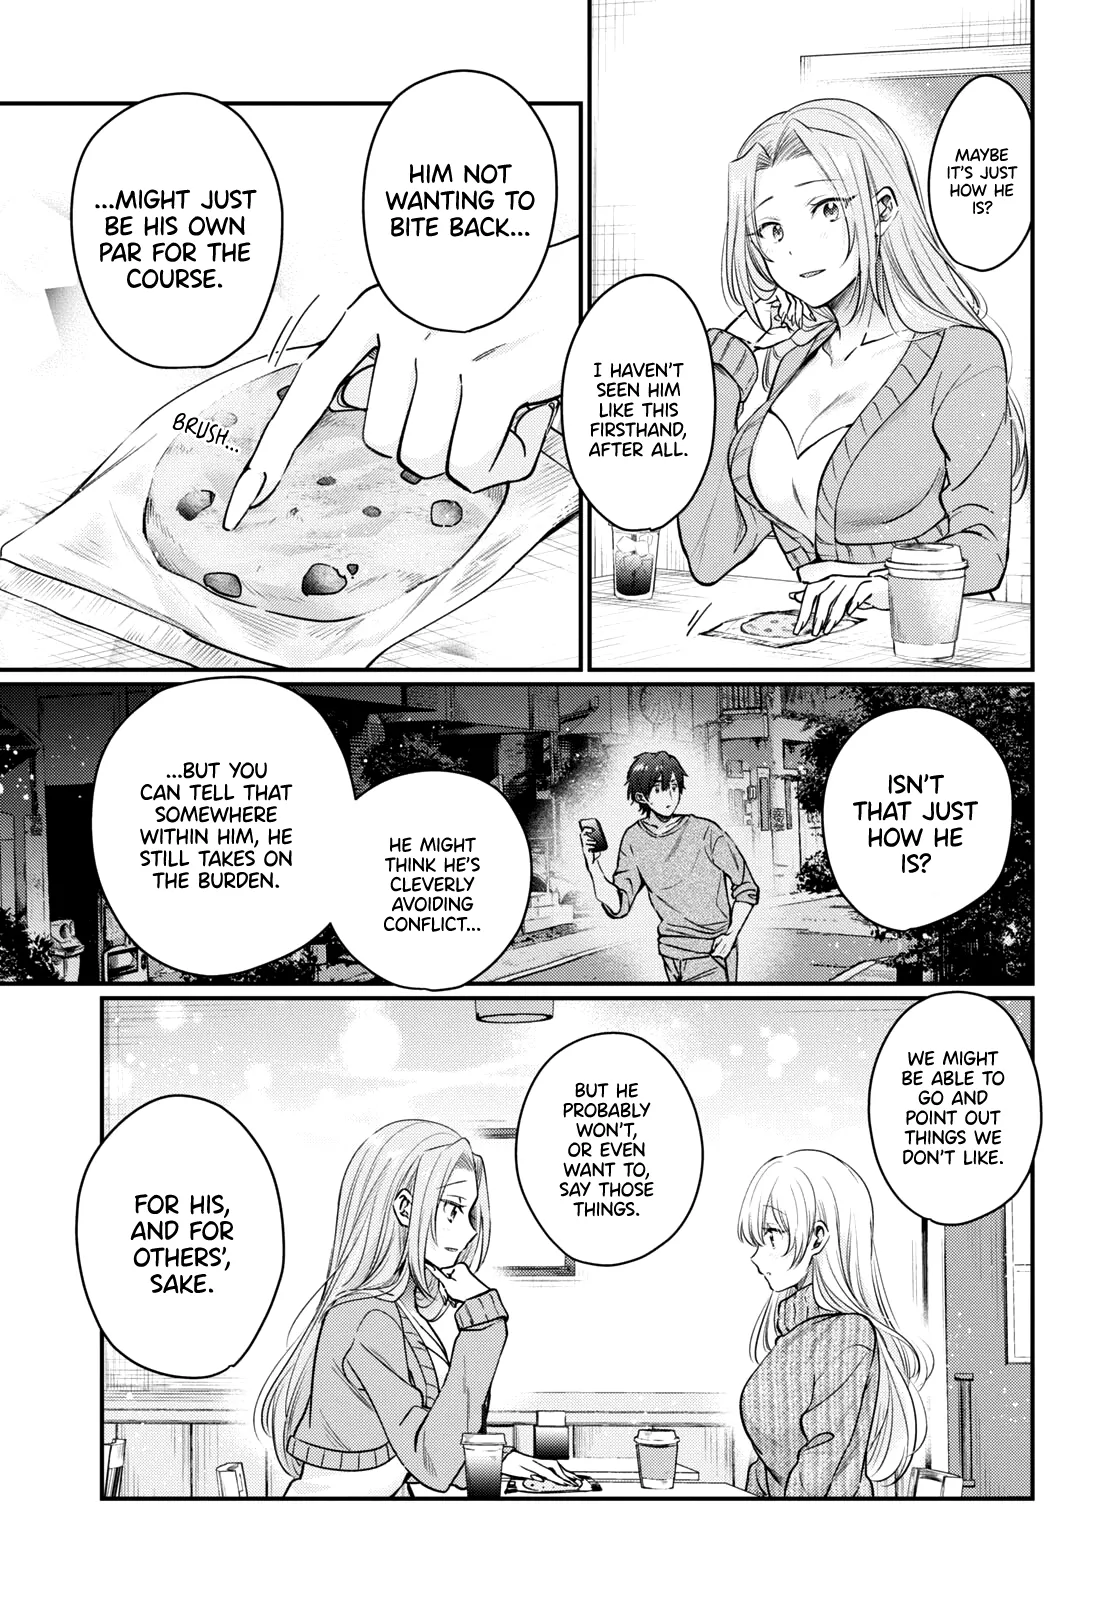 MAYBE
IT'S JUST
HOW HE
IS?
I HAVEN'T
SEEN HIM
LIKE THIS
FIRSTHAND,
AFTER ALL.
HIM NOT
WANTING TO
BITE BACK...
...MIGHT JUST
BE HIS OWN
PAR FOR THE
COURSE.
BRUSH...
ISN'T
THAT JUST
HOW HE
IS?
HE MIGHT
THINK HE'S
CLEVERLY
AVOIDING
CONFLICT...
...BUT YOU
CAN TELL THAT
SOMEWHERE
WITHIN HIM, HE
STILL TAKES ON
THE BURDEN.
WE MIGHT
BE ABLE TO
GO AND
POINT OUT
THINGS WE
DON'T LIKE.
BUT HE
PROBABLY
WON'T,
OR EVEN
WANT TO,
SAY THOSE
THINGS.
FOR HIS,
AND FOR
OTHERS',
SAKE.